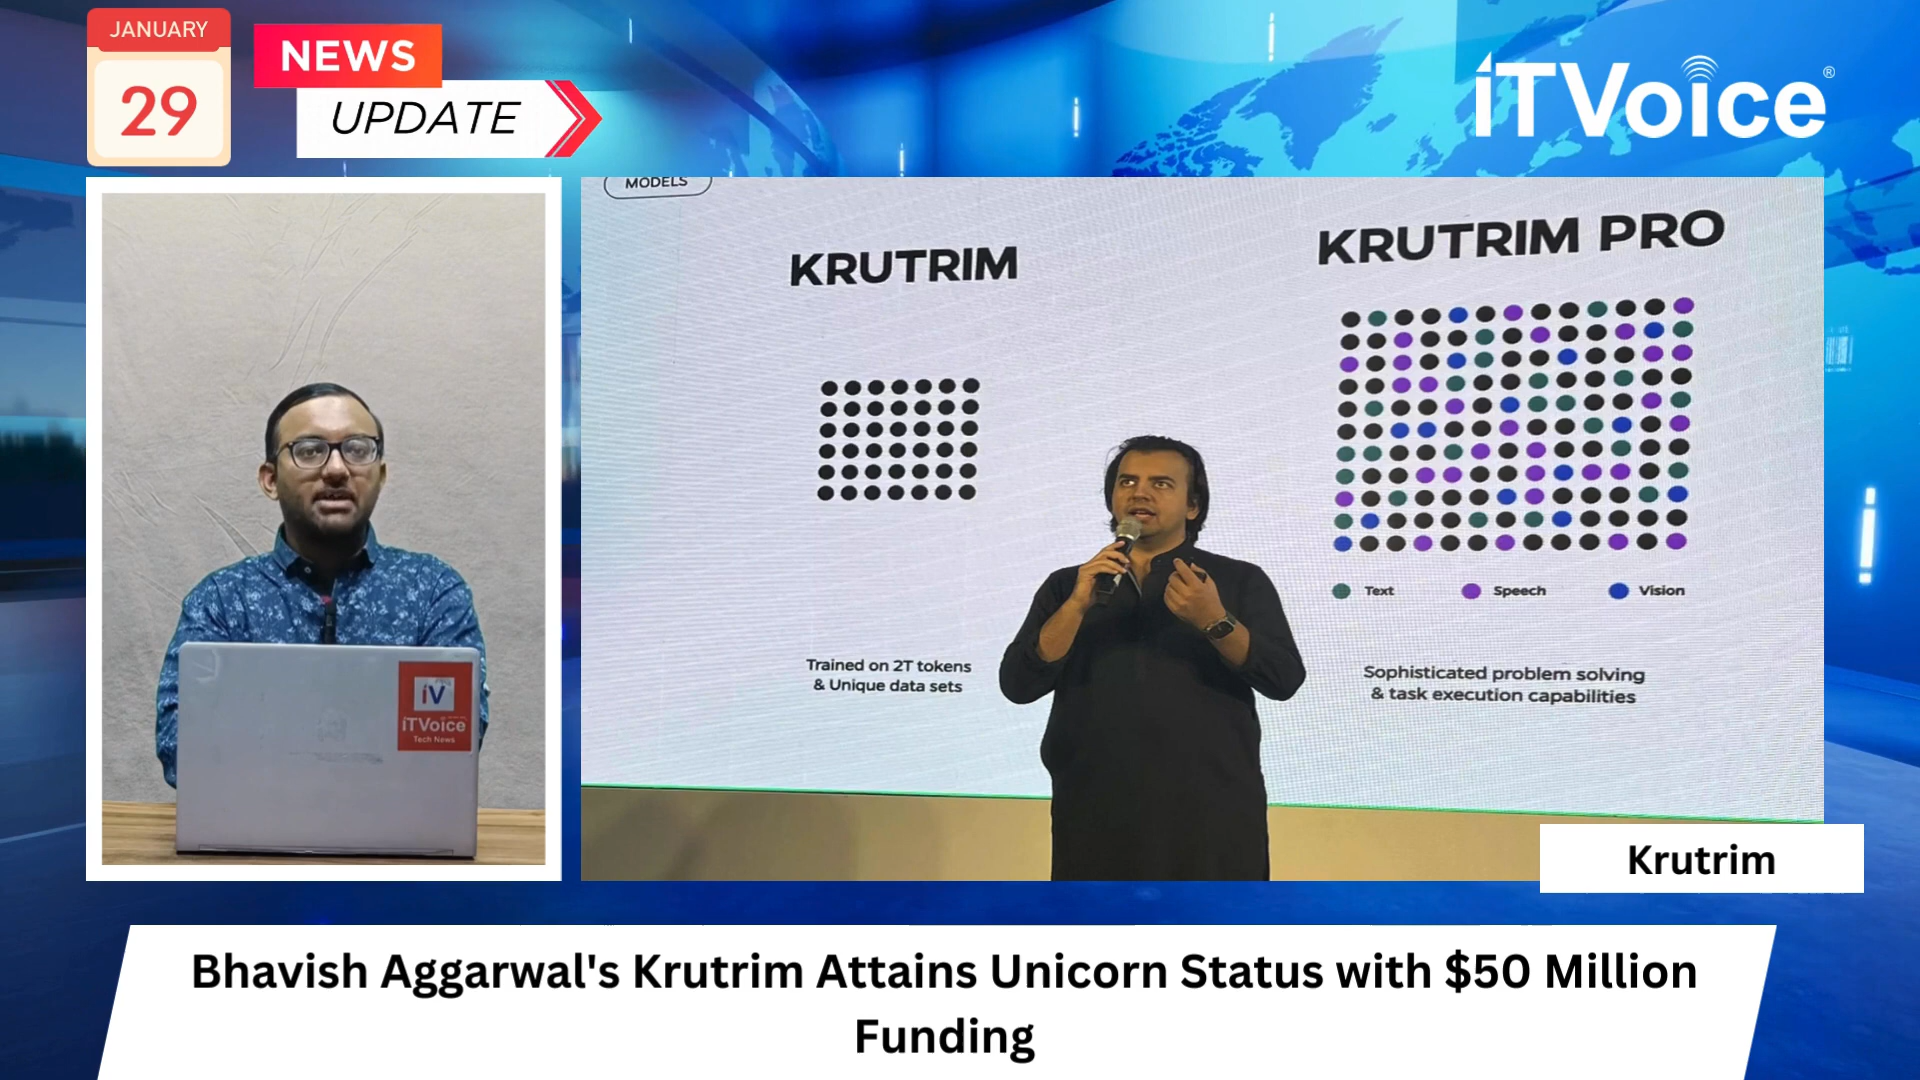 JANUARY
29
NEWS
UPDATE
iTVoice®
MODELS
KRUTRIM
KRUTRIM PRO
Text
Speech
Vision
Trained on 2T tokens
& Unique data sets
Sophisticated problem solving
& task execution capabilities
iV
iTVoice
Tech News
Krutrim
Bhavish Aggarwal's Krutrim Attains Unicorn Status with $50 Million
Funding